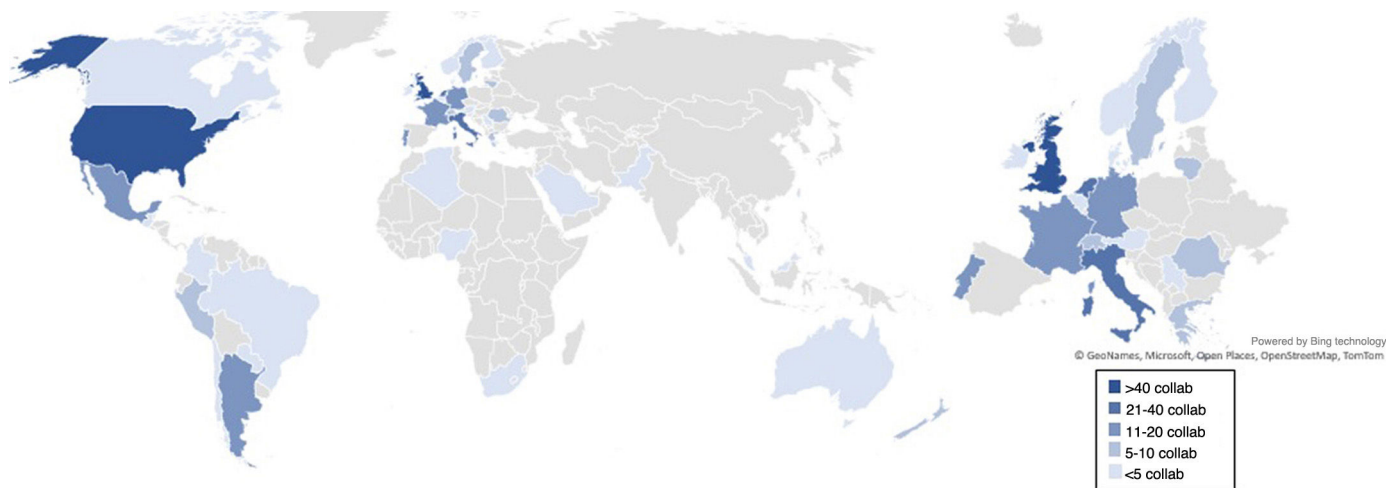 Powered by Bing technology
© GeoNames, Microsoft, Open Places, OpenStreetMap, TomTom
>40 collab
21-40 collab
11-20 collab
5-10 collab
<5 collab